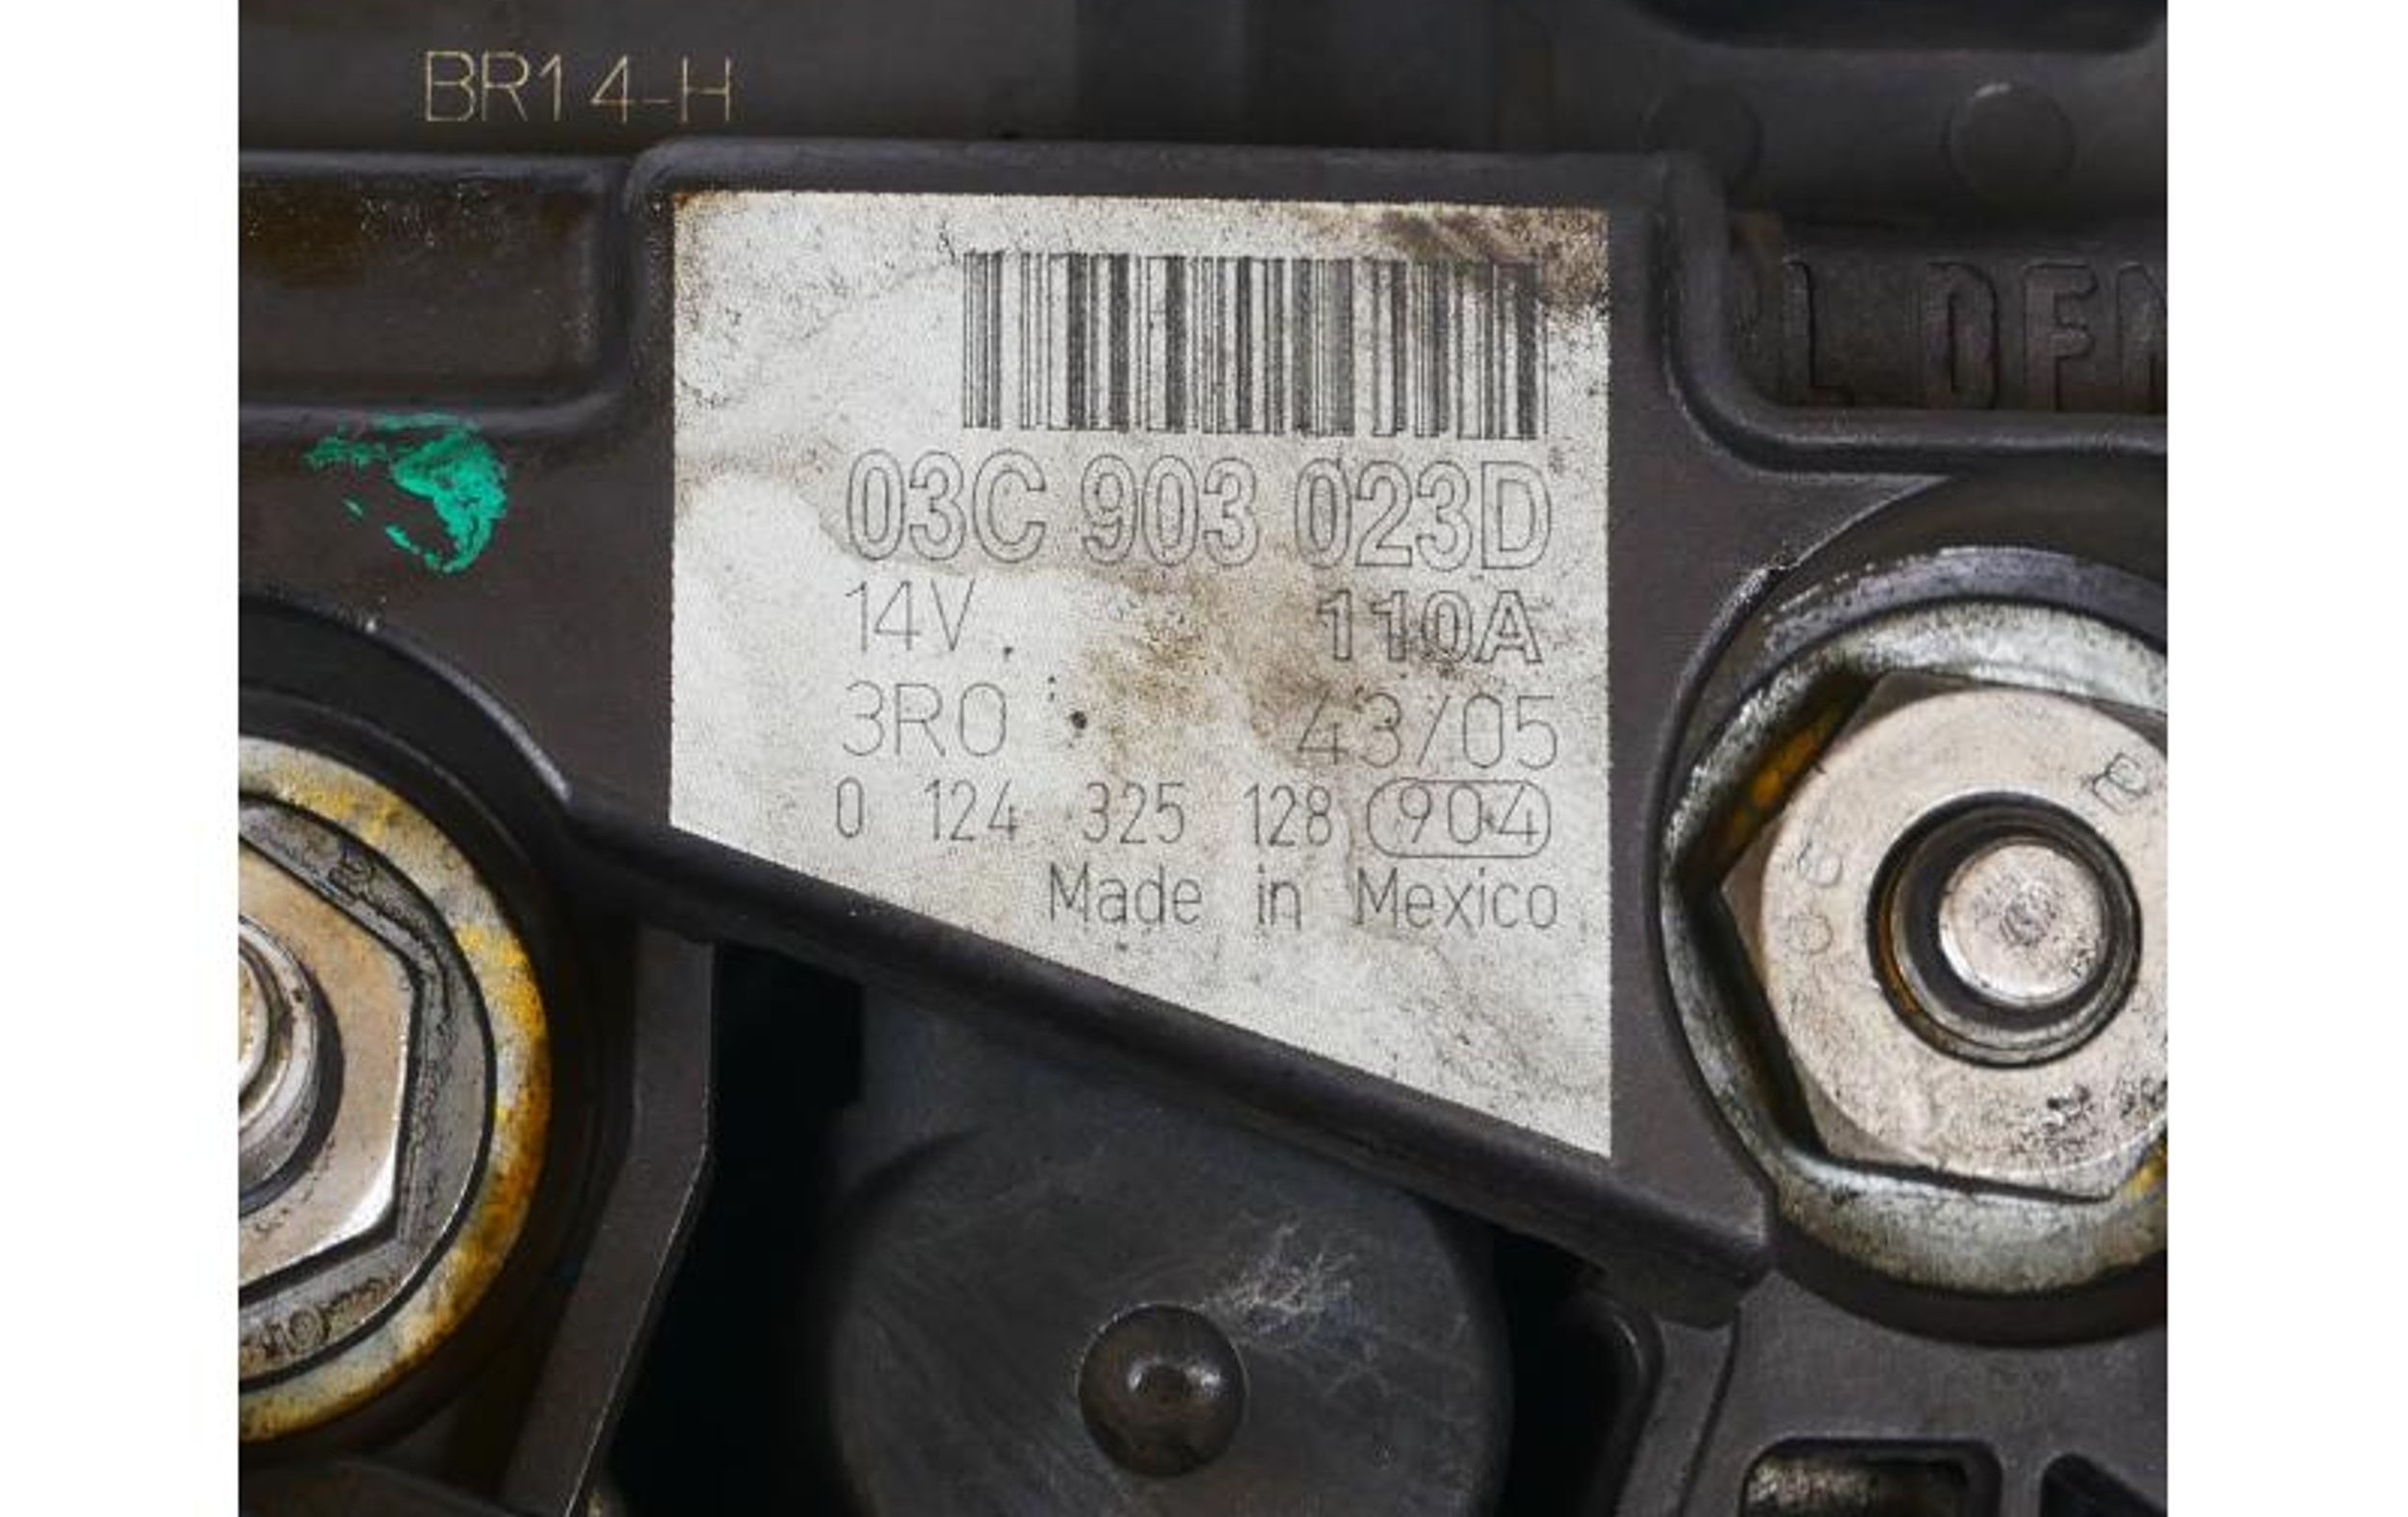 BR14-H
03C 903 023D
14V 110A
3R0 43/05
0 124 325 128 904
Made in Mexico